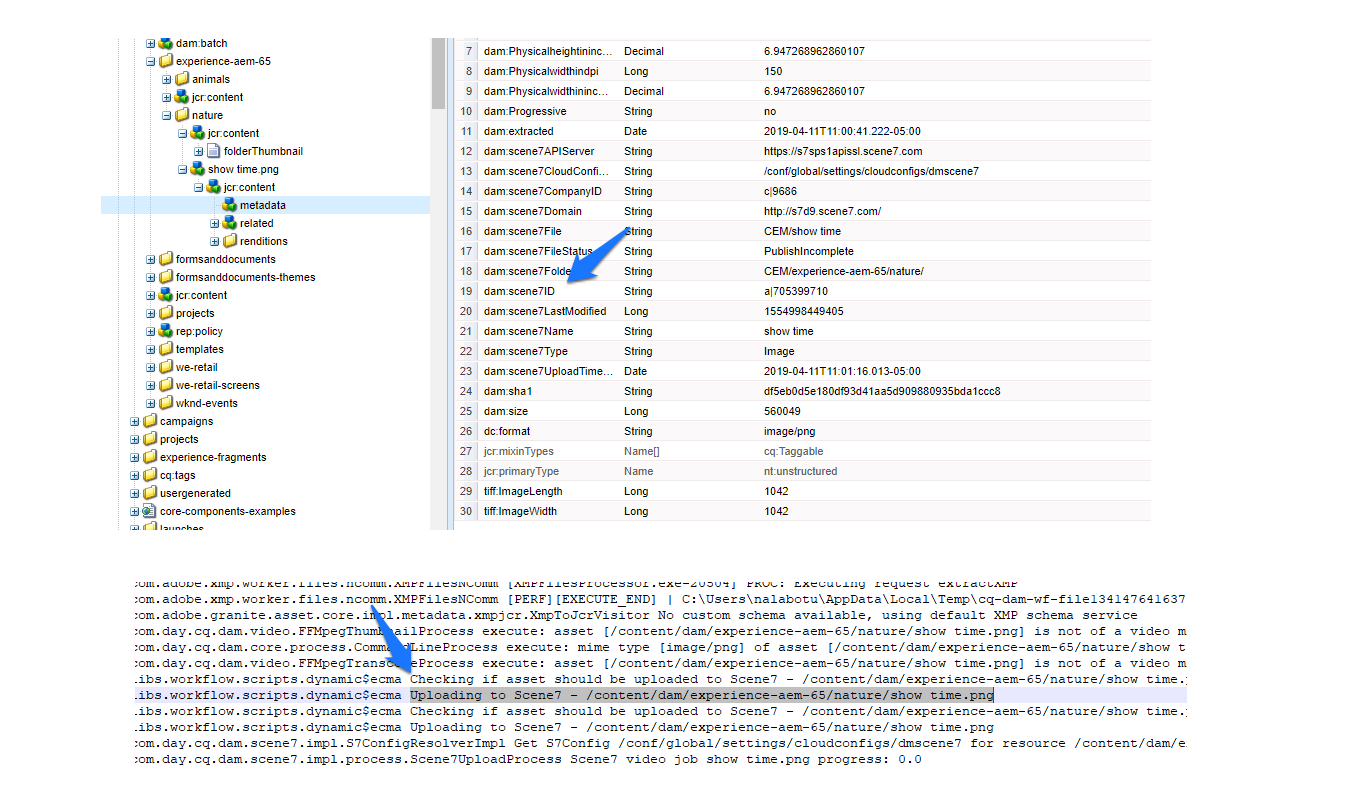 dam:batch
experience-aem-65
animals
jcr:content
nature
jcr:content
folderThumbnail
show time.png
jcr:content
metadata
related
renditions
formsanddocuments
formsanddocuments-themes
jcr:content
projects
rep:policy
templates
we-retail
we-retail-screens
wknd-events
campaigns
projects
experience-fragments
cq:tags
usergenerated
core-components-examples
launches
7 dam:Physicalheightininc... Decimal 6.947268962860107
8 dam:Physicalwidthindpi Long 150
9 dam:Physicalwidthininc... Decimal 6.947268962860107
10 dam:Progressive String no
11 dam:extracted Date 2019-04-11T11:00:41.222-05:00
12 dam:scene7APIServer String https://s7sps1apissl.scene7.com
13 dam:scene7CloudConfi... String /conf/global/settings/cloudconfigs/dmscene7
14 dam:scene7CompanyID String c|9686
15 dam:scene7Domain String http://s7d9.scene7.com/
16 dam:scene7File String CEM/show time
17 dam:scene7FileStatus String PublishIncomplete
18 dam:scene7Folde String CEM/experience-aem-65/nature/
19 dam:scene7ID String a|705399710
20 dam:scene7LastModified Long 1554998449405
21 dam:scene7Name String show time
22 dam:scene7Type String Image
23 dam:scene7UploadTime... Date 2019-04-11T11:01:16.013-05:00
24 dam:sha1 String df5eb0d5e180df93d41aa5d909880935bda1ccc8
25 dam:size Long 560049
26 dc:format String image/png
27 jcr:mixinTypes Name[] cq:Taggable
28 jcr:primaryType Name nt:unstructured
29 tiff:ImageLength Long 1042
30 tiff:ImageWidth Long 1042
com.adobe.xmp.worker.files.ncomm.XMPFilesNComm [XMPFilesProcessor.exe-20504] PROC: Executing request extractXMP
com.adobe.xmp.worker.files.ncomm.XMPFilesNComm [PERF][EXECUTE_END] | C:\Users\nalabotu\AppData\Local\Temp\cq-dam-wf-file134147641637
com.adobe.granite.asset.core.impl.metadata.xmpjcr.XmpToJcrVisitor No custom schema available, using default XMP schema service
com.day.cq.dam.video.FFMpegThumbnailProcess execute: asset [/content/dam/experience-aem-65/nature/show time.png] is not of a video m
com.day.cq.dam.core.process.CommandLineProcess execute: mime type [image/png] of asset [/content/dam/experience-aem-65/nature/show t
com.day.cq.dam.video.FFMpegTranscodeProcess execute: asset [/content/dam/experience-aem-65/nature/show time.png] is not of a video m
libs.workflow.scripts.dynamic$ecma Checking if asset should be uploaded to Scene7 - /content/dam/experience-aem-65/nature/show time.
libs.workflow.scripts.dynamic$ecma Uploading to Scene7 - /content/dam/experience-aem-65/nature/show time.png
libs.workflow.scripts.dynamic$ecma Checking if asset should be uploaded to Scene7 - /content/dam/experience-aem-65/nature/show time.
libs.workflow.scripts.dynamic$ecma Uploading to Scene7 - /content/dam/experience-aem-65/nature/show time.png
com.day.cq.dam.scene7.impl.S7ConfigResolverImpl Get S7Config /conf/global/settings/cloudconfigs/dmscene7 for resource /content/dam/e
com.day.cq.dam.scene7.impl.process.Scene7UploadProcess Scene7 video job show time.png progress: 0.0